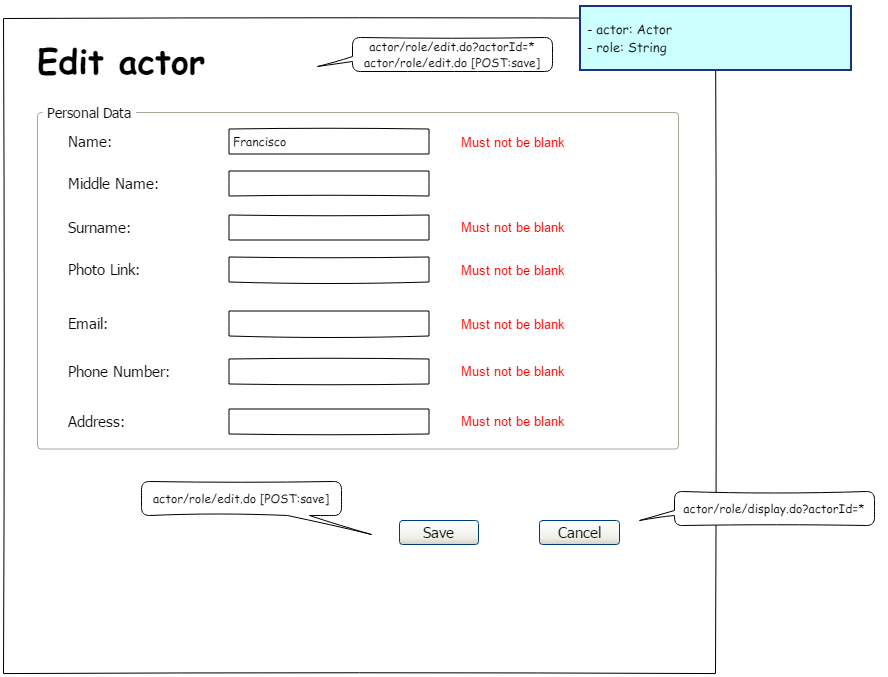 - actor: Actor
- role: String
Edit actor
actor/role/edit.do?actorId=*
actor/role/edit.do [POST:save]
Personal Data
Name: Francisco Must not be blank
Middle Name:
Surname: Must not be blank
Photo Link: Must not be blank
Email: Must not be blank
Phone Number: Must not be blank
Address: Must not be blank
actor/role/edit.do [POST:save]
actor/role/display.do?actorId=*
Save Cancel